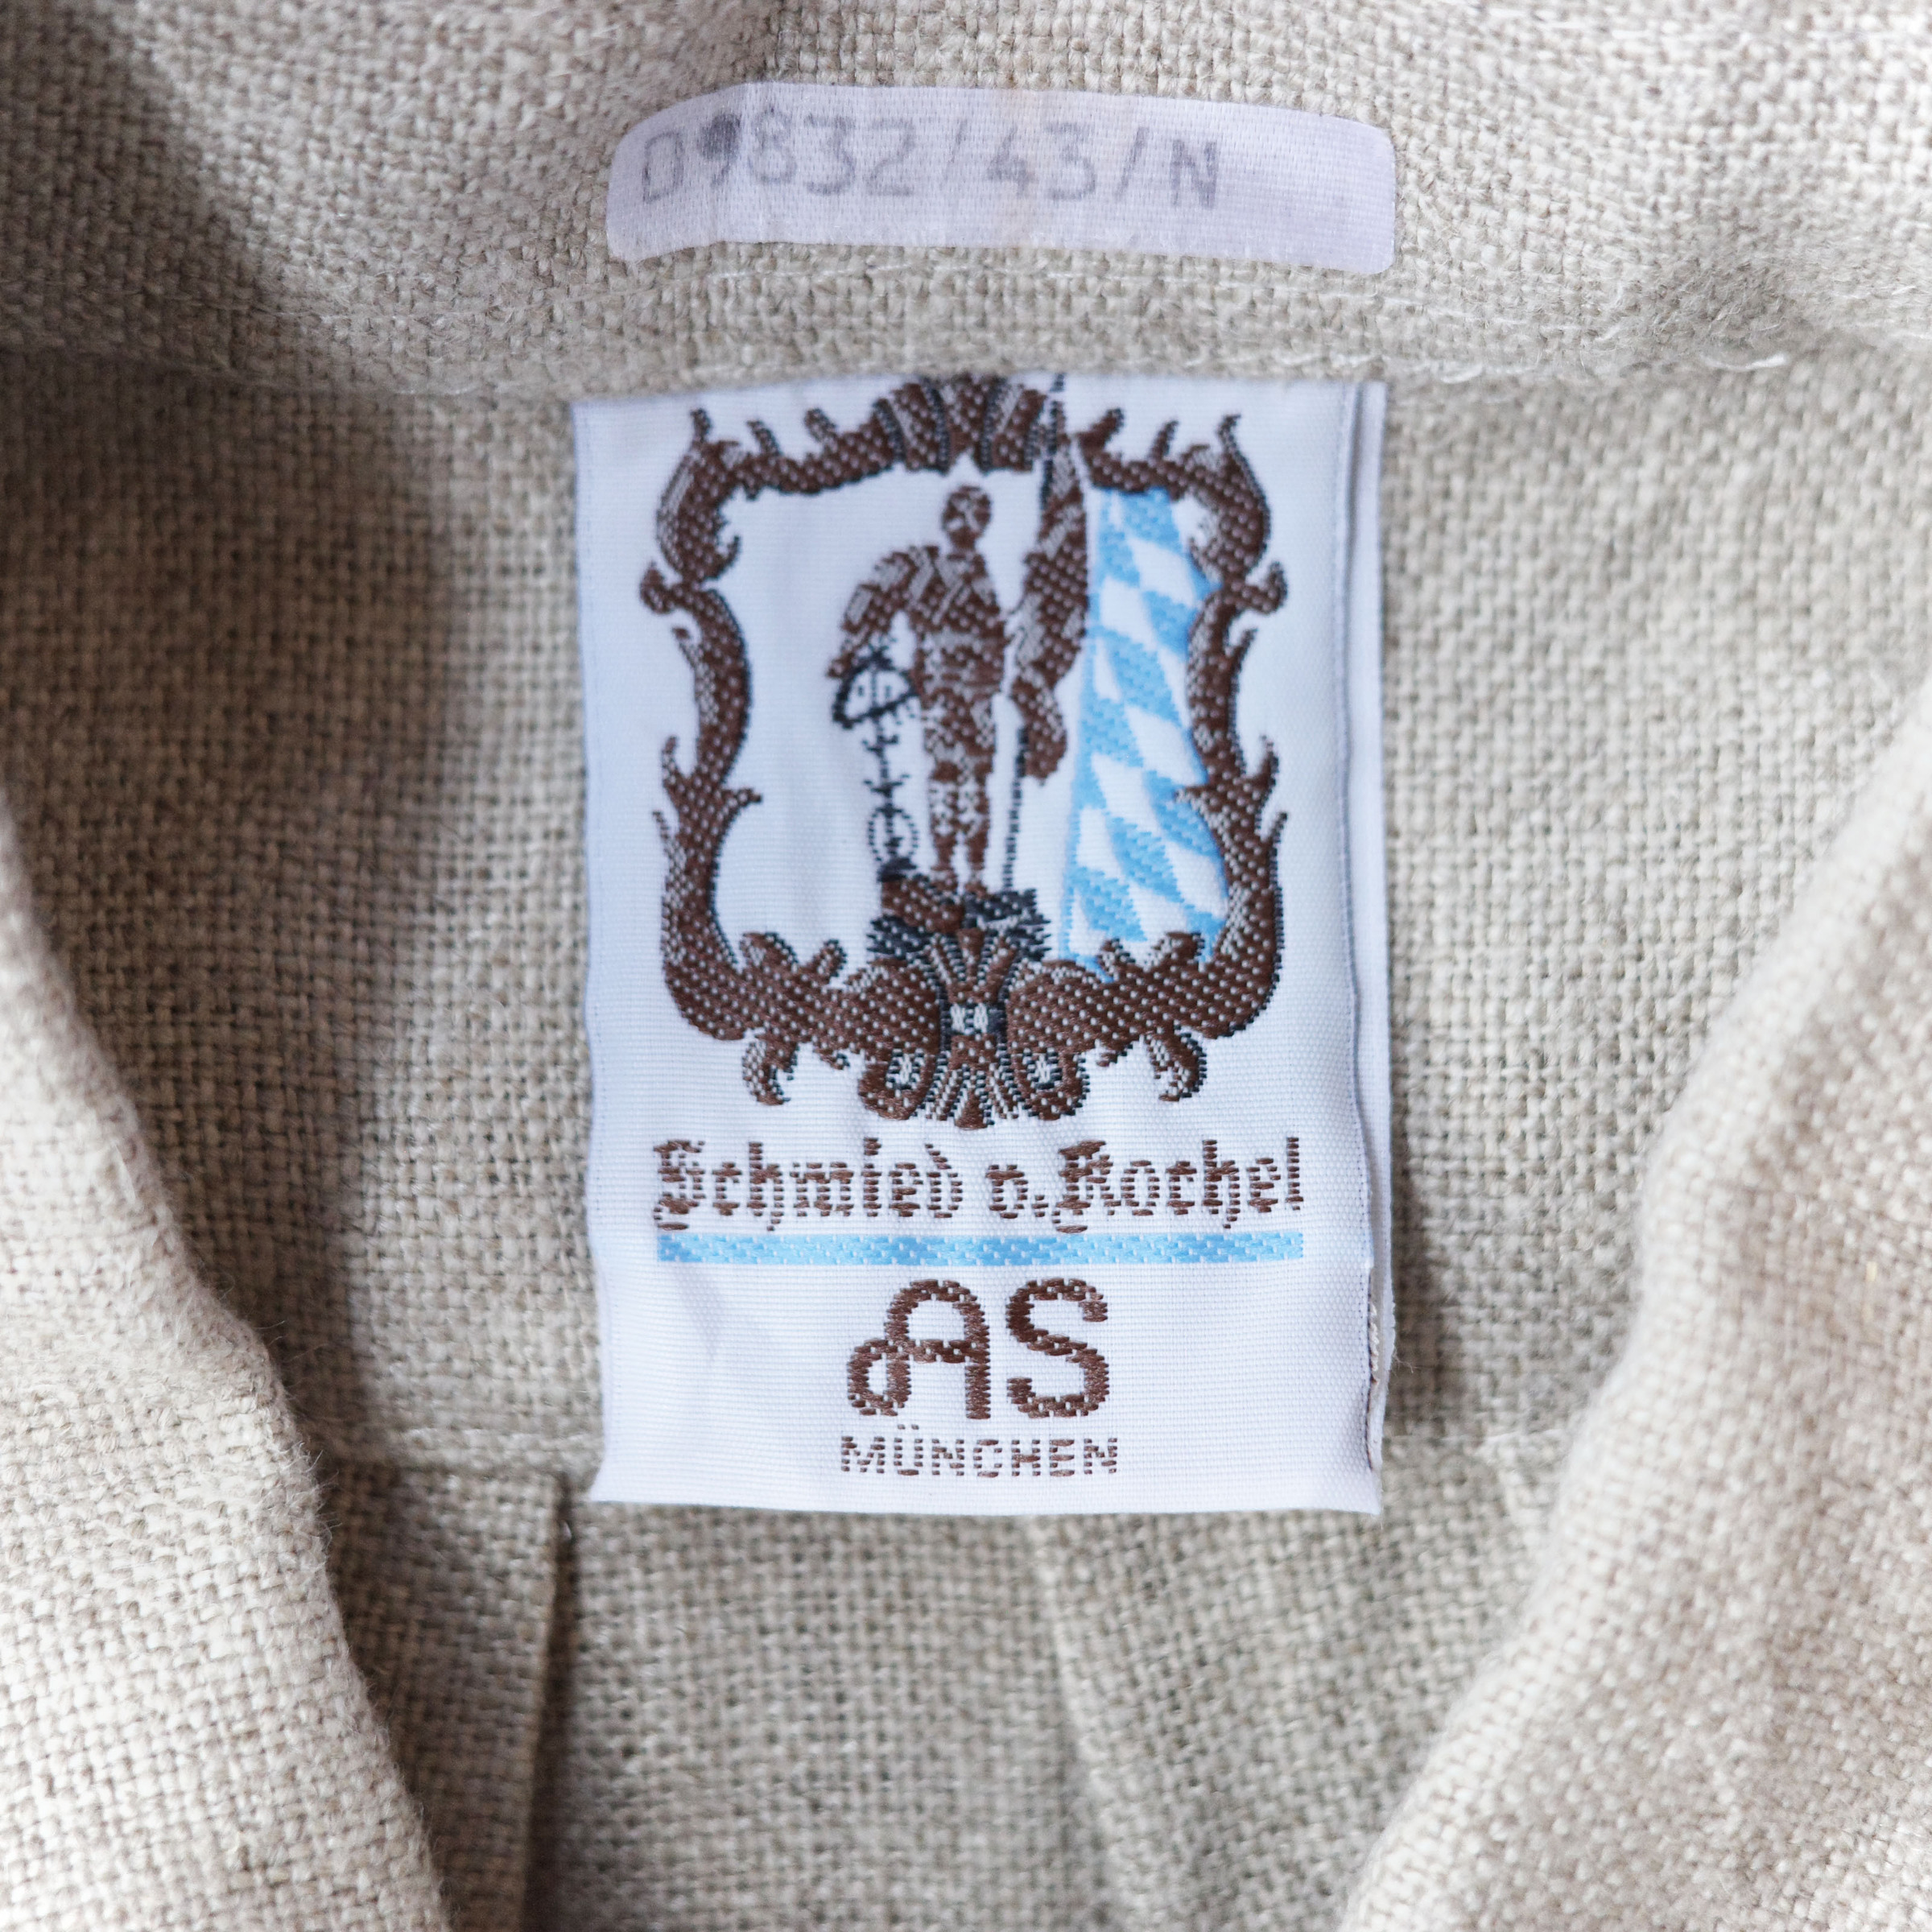 D9832/43/N
Schmied v. Kochel
AS
MÜNCHEN